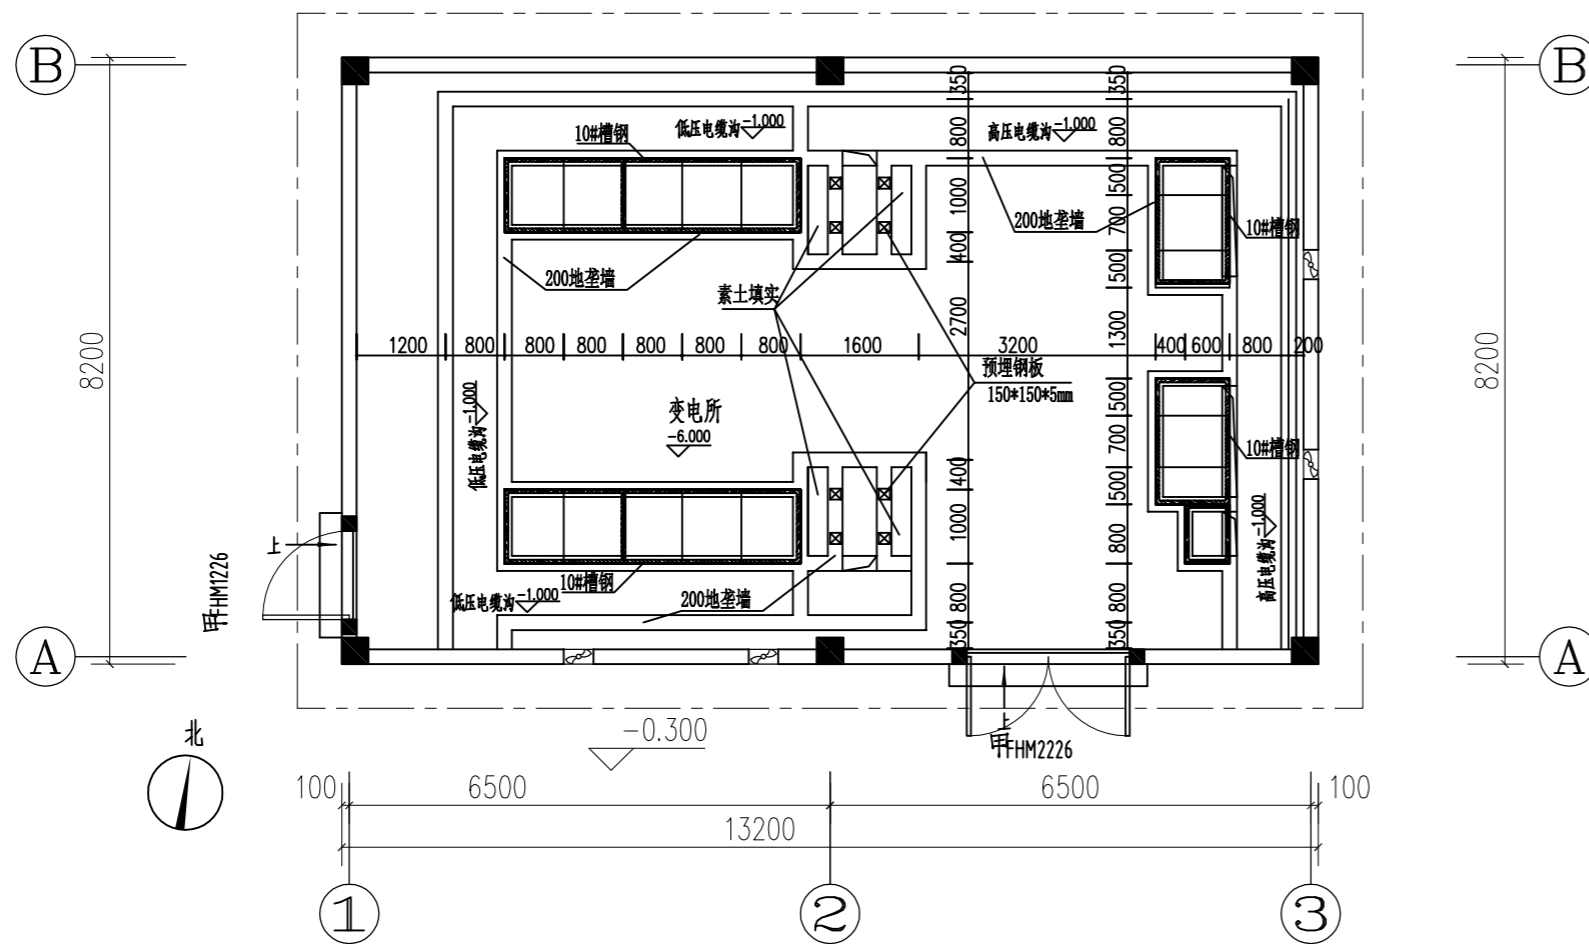 B
B
350
350
10#槽钢
低压电缆沟
-1.000
800
高压电缆沟
-1.000
800
1000
500
200地垄墙
700
10#槽钢
400
500
200地垄墙
素土填实
2700
1300
8200
1200
800
800
800
800
800
800
1600
3200
400
600
800
200
8200
预埋钢板
150*150*5mm
低压电缆沟
-1.000
变电所
-6.000
500
700
10#槽钢
400
500
1000
800
高压电缆沟
-1.000
上
甲FHM1226
10#槽钢
低压电缆沟
-1.000
200地垄墙
800
800
350
350
A
A
上
甲FHM2226
北
-0.300
100
6500
6500
100
13200
1
2
3